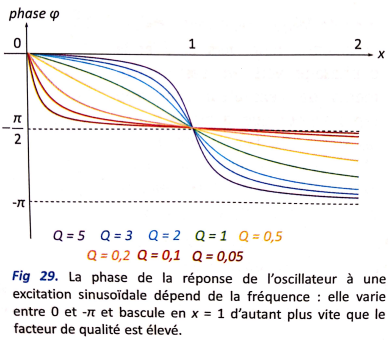 phase φ
0 1 2 x
-π/2
-π
Q = 5 Q = 3 Q = 2 Q = 1 Q = 0,5
Q = 0,2 Q = 0,1 Q = 0,05
Fig 29. La phase de la réponse de l'oscillateur à une
excitation sinusoïdale dépend de la fréquence : elle varie
entre 0 et -π et bascule en x = 1 d'autant plus vite que le
facteur de qualité est élevé.